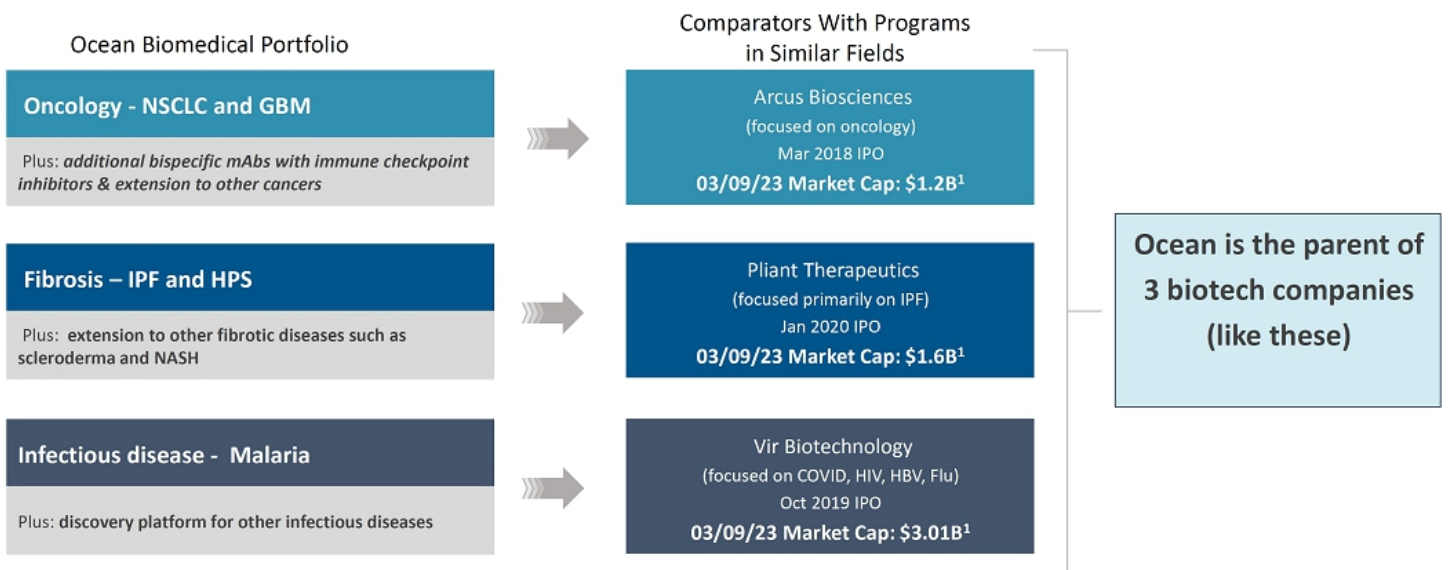 Ocean Biomedical Portfolio
Comparators With Programs
in Similar Fields
Oncology - NSCLC and GBM
Plus: additional bispecific mAbs with immune checkpoint
inhibitors & extension to other cancers
Arcus Biosciences
(focused on oncology)
Mar 2018 IPO
03/09/23 Market Cap: $1.2B¹
Fibrosis – IPF and HPS
Plus: extension to other fibrotic diseases such as
scleroderma and NASH
Pliant Therapeutics
(focused primarily on IPF)
Jan 2020 IPO
03/09/23 Market Cap: $1.6B¹
Infectious disease - Malaria
Plus: discovery platform for other infectious diseases
Vir Biotechnology
(focused on COVID, HIV, HBV, Flu)
Oct 2019 IPO
03/09/23 Market Cap: $3.01B¹
Ocean is the parent of
3 biotech companies
(like these)